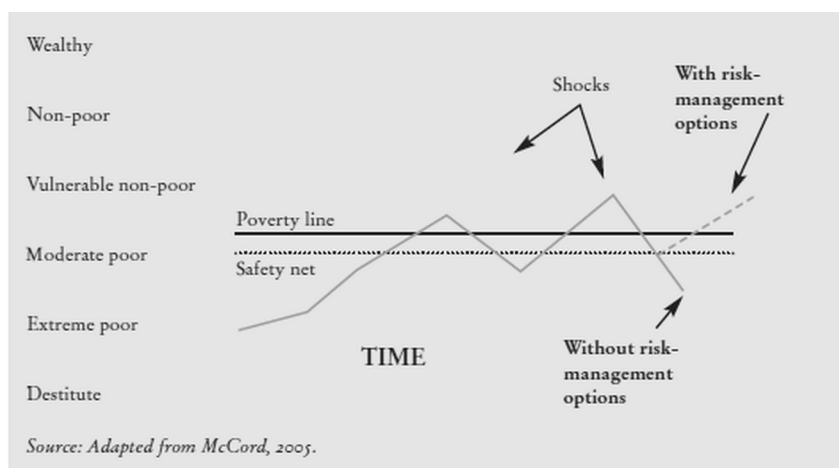 Wealthy
Shocks
With risk-
management
options
Non-poor
Vulnerable non-poor
Poverty line
Moderate poor
Safety net
Extreme poor
TIME
Without risk-
management
options
Destitute
Source: Adapted from McCord, 2005.